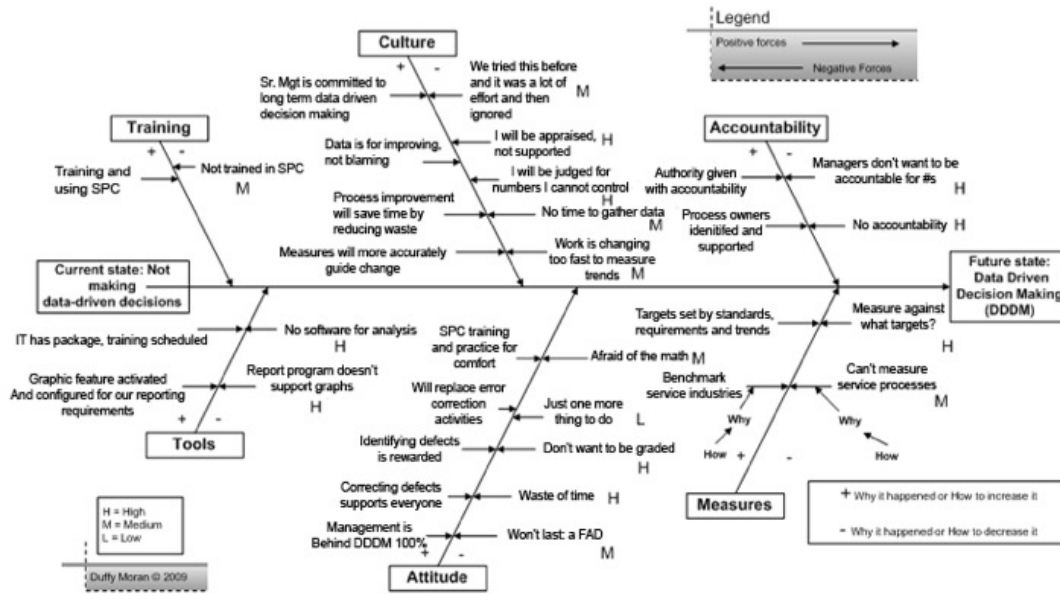 Legend
Positive forces
Negative Forces
Culture
+ -
Sr. Mgt is committed to
long term data driven
decision making
We tried this before
and it was a lot of
effort and then
ignored
M
Data is for improving,
not blaming
I will be appraised,
not supported
H
I will be judged for
numbers I cannot control
H
Process improvement
will save time by
reducing waste
No time to gather data
M
Measures will more accurately
guide change
Work is changing
too fast to measure
trends
M
Training
+ -
Training and
using SPC
Not trained in SPC
M
Accountability
+ -
Authority given
with accountability
Managers don't want to be
accountable for #s
H
Process owners
identifed and
supported
No accountability
H
Current state: Not
making
data-driven decisions
Future state:
Data Driven
Decision Making
(DDDM)
IT has package, training scheduled
No software for analysis
H
Graphic feature activated
And configured for our reporting
requirements
Report program doesn't
support graphs
H
+ -
Tools
SPC training
and practice for
comfort
Afraid of the math
M
Will replace error
correction
activities
Just one more
thing to do
L
Identifying defects
is rewarded
Don't want to be graded
H
Correcting defects
supports everyone
Waste of time
H
Management is
Behind DDDM 100%
Won't last: a FAD
M
+ -
Attitude
Targets set by standards,
requirements and trends
Measure against
what targets?
H
Benchmark
service industries
Can't measure
service processes
M
Why
How
Why
How
+ -
Measures
H = High
M = Medium
L = Low
Duffy Moran © 2009
+ Why it happened or How to increase it
- Why it happened or How to decrease it